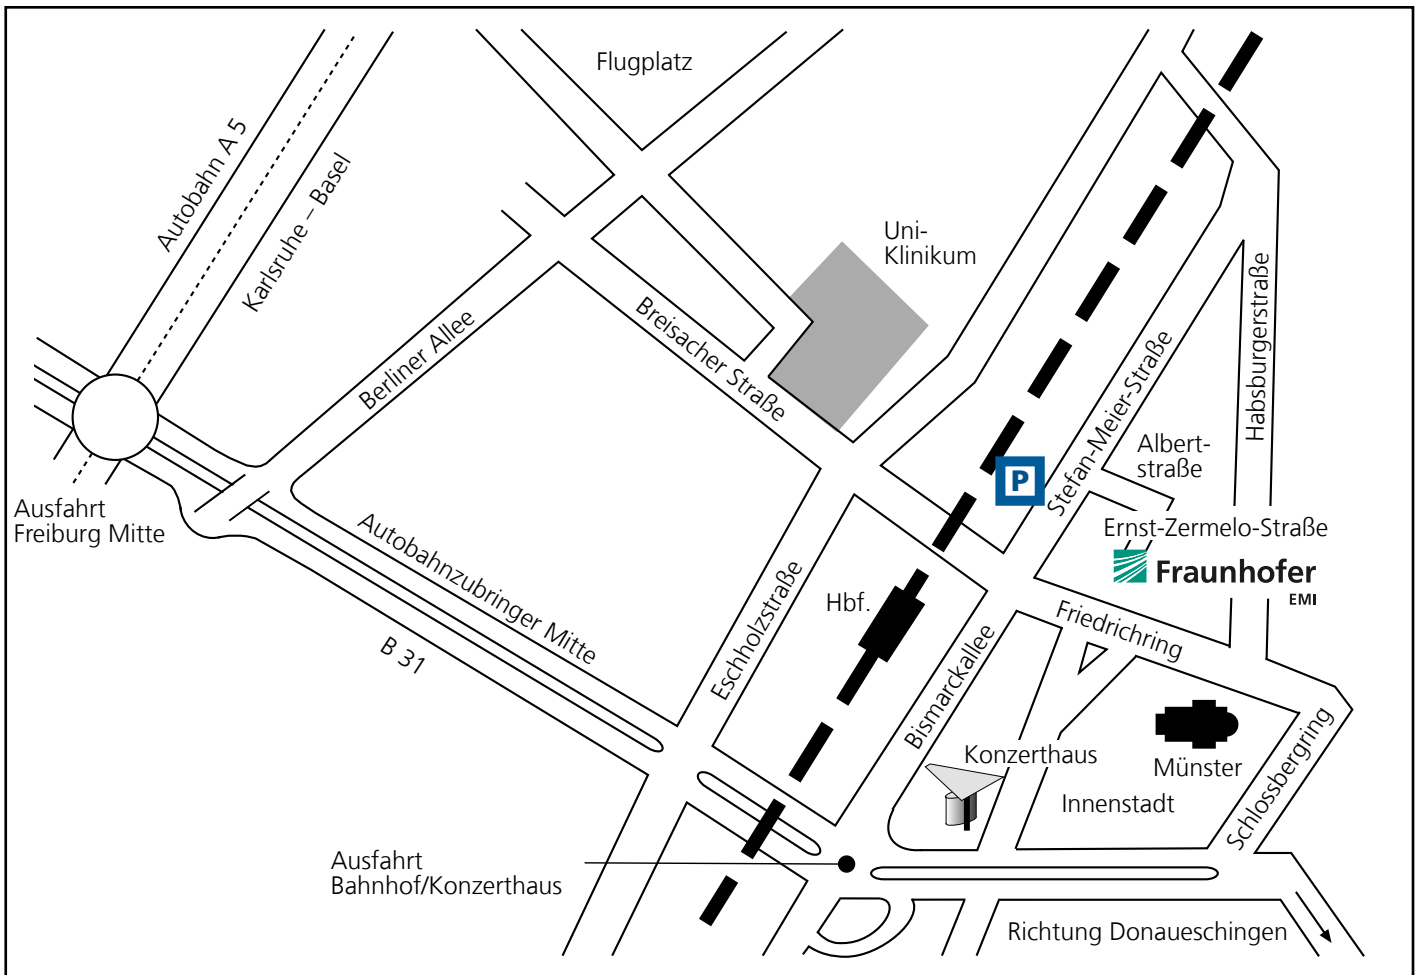 Flugplatz
Autobahn A 5
Karlsruhe – Basel
Uni-
Klinikum
Berliner Allee
Breisacher Straße
Habsburgerstraße
Stefan-Meier-Straße
Albert-
straße
P
Ausfahrt
Freiburg Mitte
Ernst-Zermelo-Straße
Fraunhofer
EMI
Autobahnzubringer Mitte
B 31
Eschholzstraße
Hbf.
Friedrichring
Bismarckallee
Konzerthaus
Münster
Innenstadt
Schlossbergring
Ausfahrt
Bahnhof/Konzerthaus
Richtung Donaueschingen